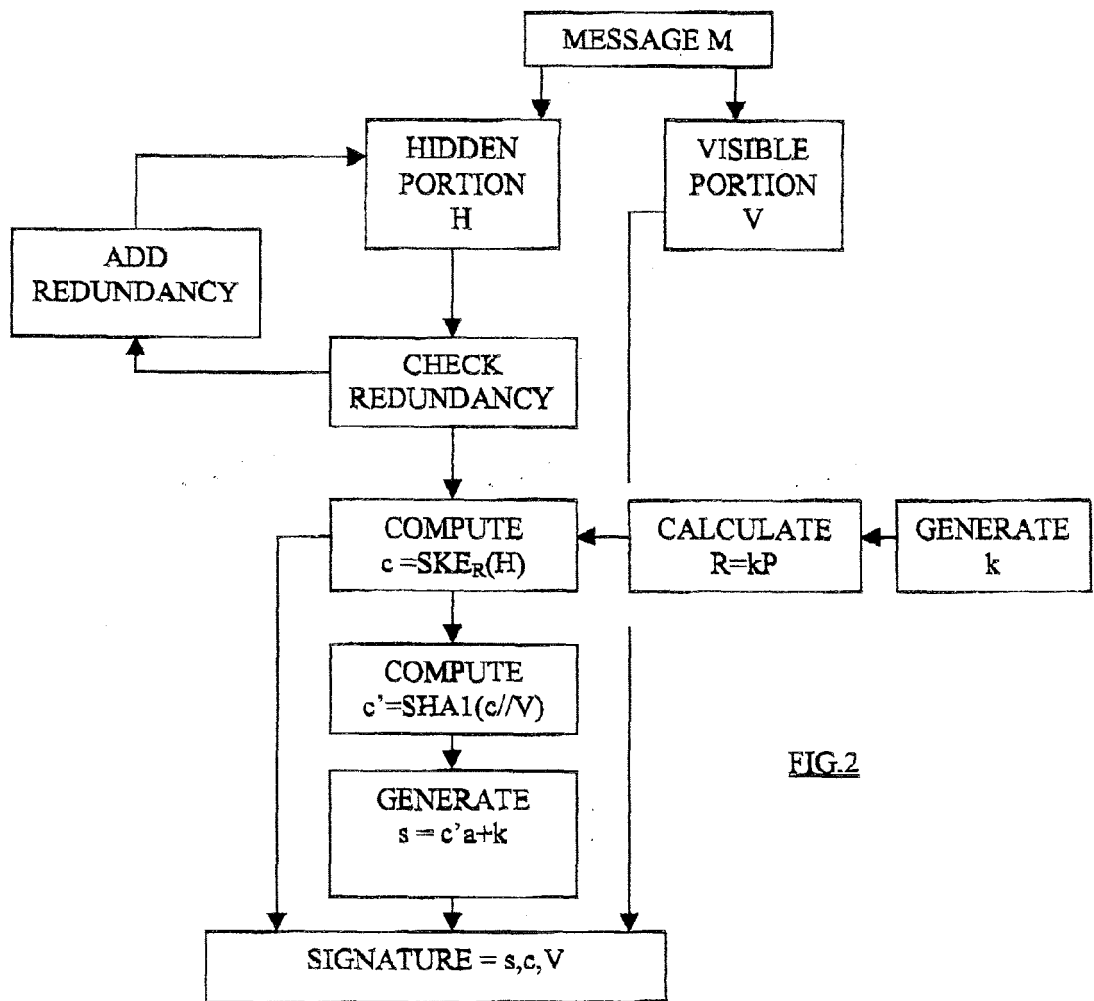 MESSAGE M
HIDDEN
PORTION
H
VISIBLE
PORTION
V
ADD
REDUNDANCY
CHECK
REDUNDANCY
COMPUTE
c =SKE_R(H)
CALCULATE
R=kP
GENERATE
k
COMPUTE
c'=SHA1(c//V)
GENERATE
s = c'a+k
FIG.2
SIGNATURE = s,c,V